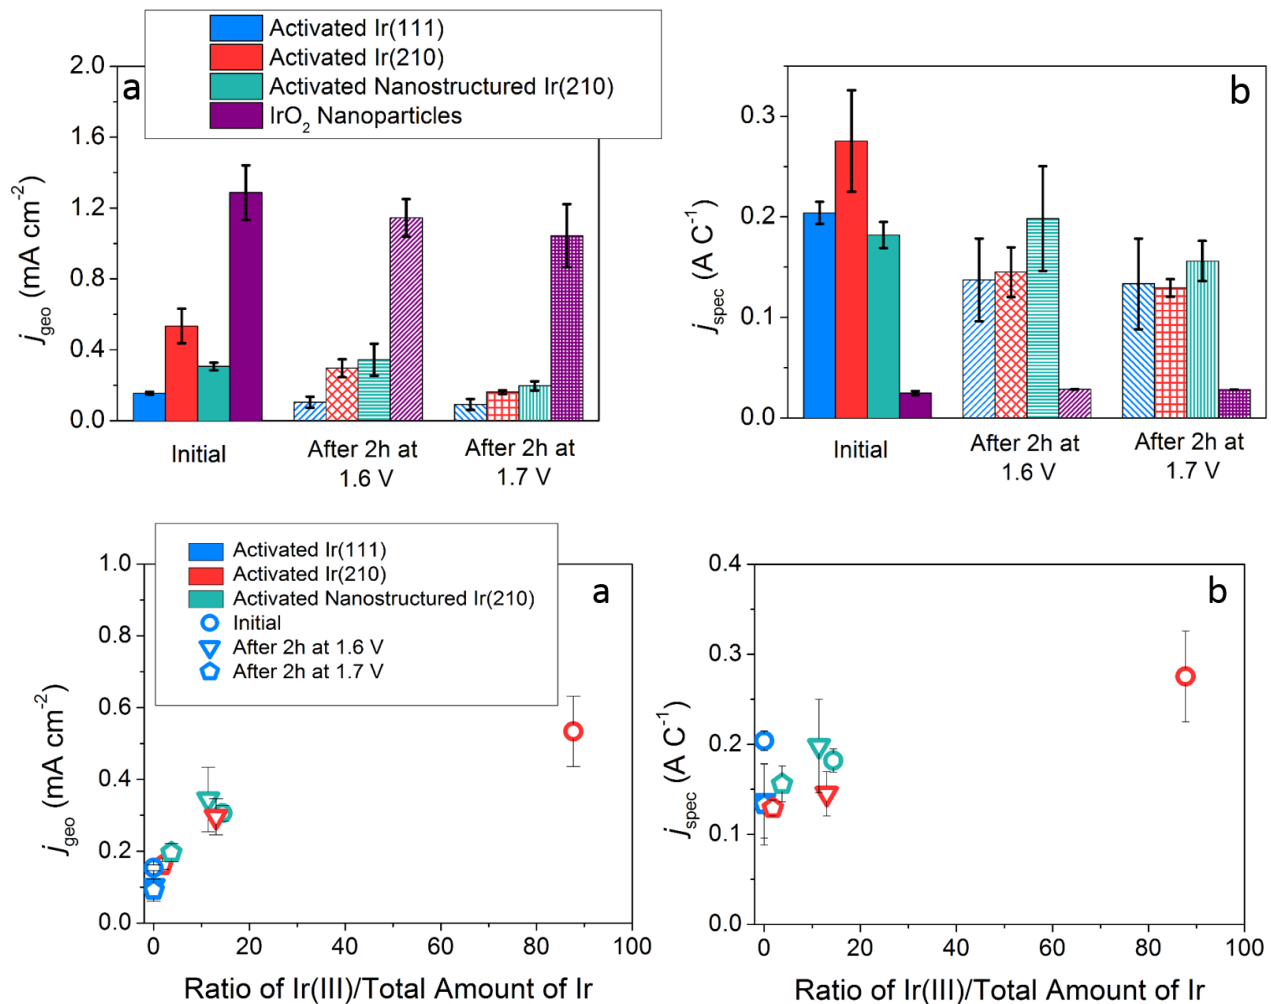 Activated Ir(111)
Activated Ir(210)
Activated Nanostructured Ir(210)
IrO2 Nanoparticles
a
2.0
1.6
1.2
0.8
0.4
0.0
jgeo (mA cm-2)
Initial
After 2h at
1.6 V
After 2h at
1.7 V
b
0.3
0.2
0.1
0.0
jspec (A C-1)
Initial
After 2h at
1.6 V
After 2h at
1.7 V
Activated Ir(111)
Activated Ir(210)
Activated Nanostructured Ir(210)
Initial
After 2h at 1.6 V
After 2h at 1.7 V
a
1.0
0.8
0.6
0.4
0.2
0.0
jgeo (mA cm-2)
0 20 40 60 80 100
Ratio of Ir(III)/Total Amount of Ir
b
0.4
0.3
0.2
0.1
0.0
jspec (A C-1)
0 20 40 60 80 100
Ratio of Ir(III)/Total Amount of Ir